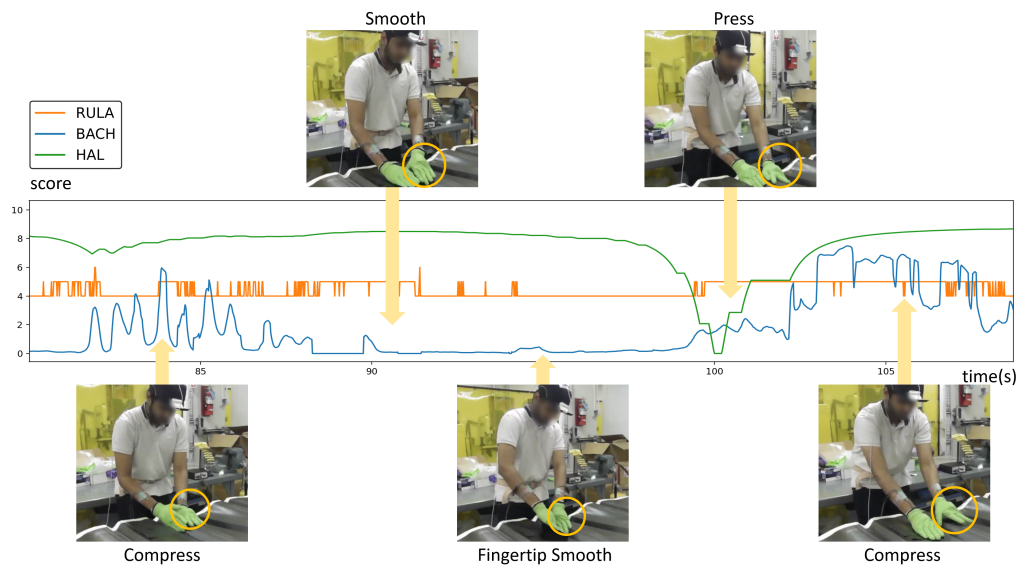 Smooth
Press
RULA
BACH
HAL
score
10
8
6
4
2
0
85
90
100
105
time(s)
Compress
Fingertip Smooth
Compress